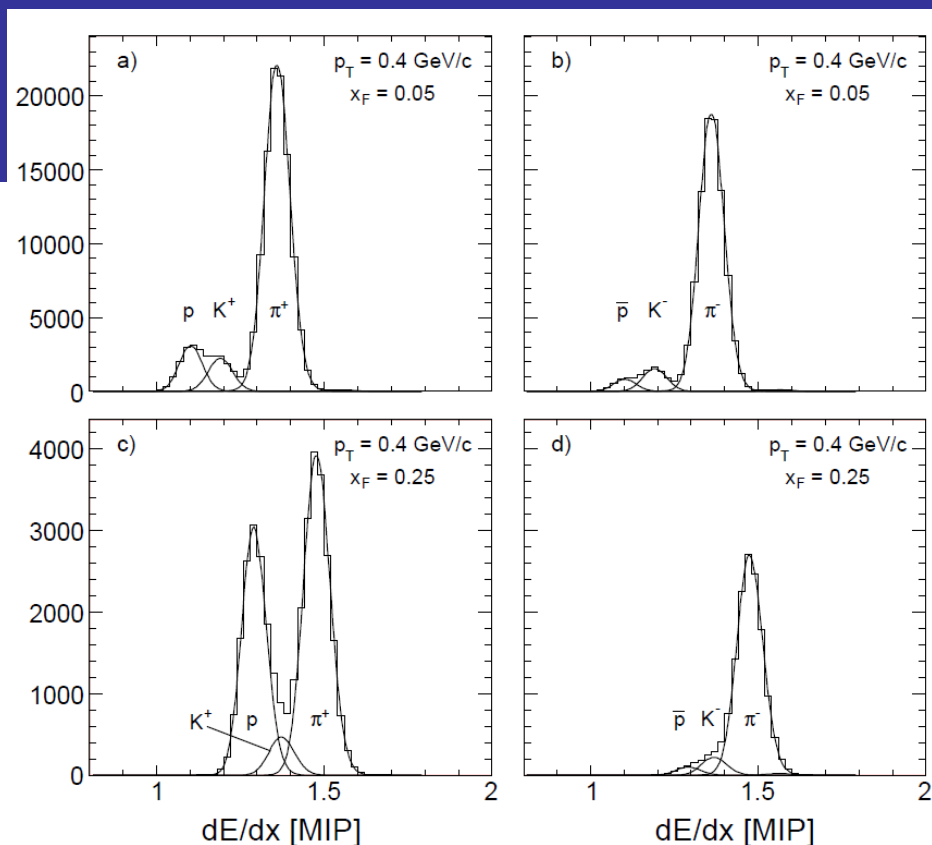 a)
p_T = 0.4 GeV/c
x_F = 0.05
20000
15000
10000
5000
0
p K⁺ π⁺
b)
p_T = 0.4 GeV/c
x_F = 0.05
p̅ K⁻ π⁻
c)
p_T = 0.4 GeV/c
x_F = 0.25
4000
3000
2000
1000
0
K⁺ p π⁺
d)
p_T = 0.4 GeV/c
x_F = 0.25
p̅ K⁻ π⁻
1 1.5 2
1 1.5 2
dE/dx [MIP]
dE/dx [MIP]